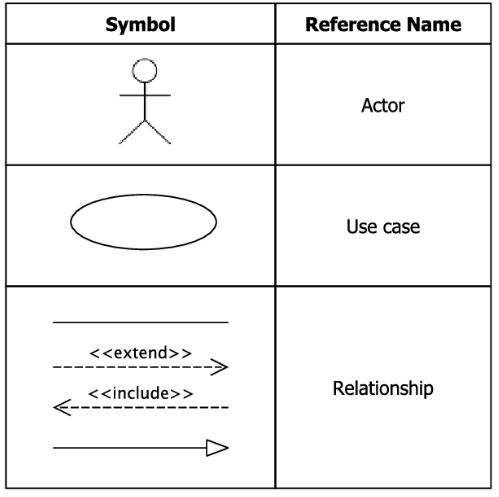 Symbol Reference Name
Actor
Use case
<<extend>>
<<include>>
Relationship